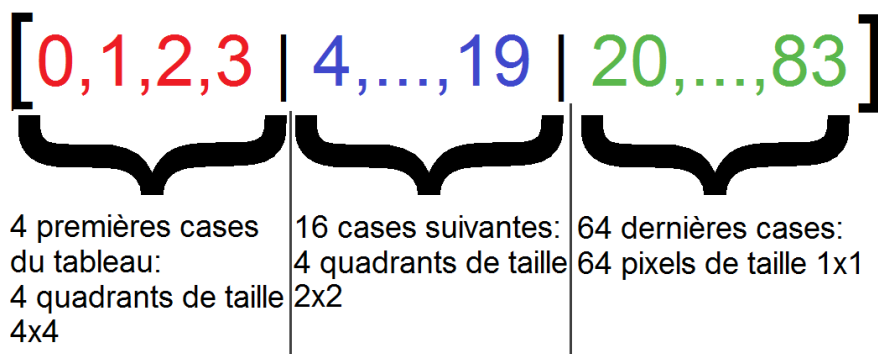 [0,1,2,3 | 4,...,19 | 20,...,83]
4 premières cases
du tableau:
4 quadrants de taille
4x4
16 cases suivantes:
4 quadrants de taille
2x2
64 dernières cases:
64 pixels de taille 1x1